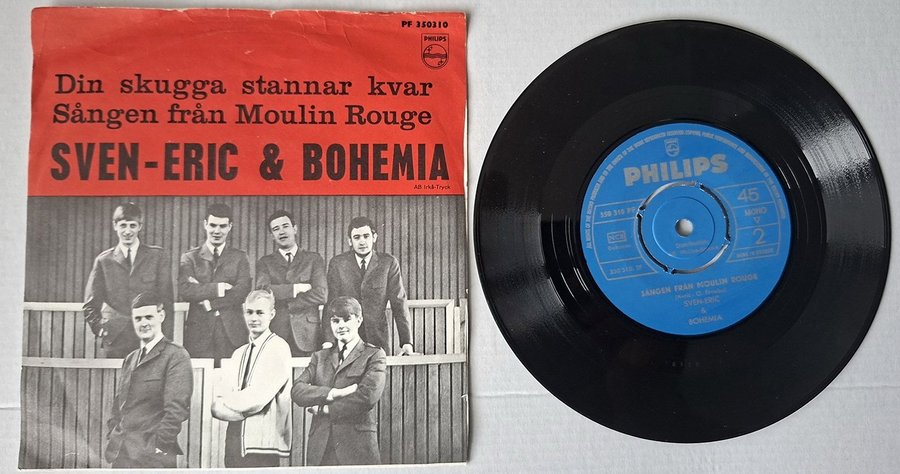 PF 350310
PHILIPS
Din skugga stannar kvar
Sången från Moulin Rouge
SVEN-ERIC & BOHEMIA
AB Irkå-Tryck
PHILIPS
45
MONO
2
NCB
SÅNGEN FRÅN MOULIN ROUGE
SVEN-ERIC
&
BOHEMIA